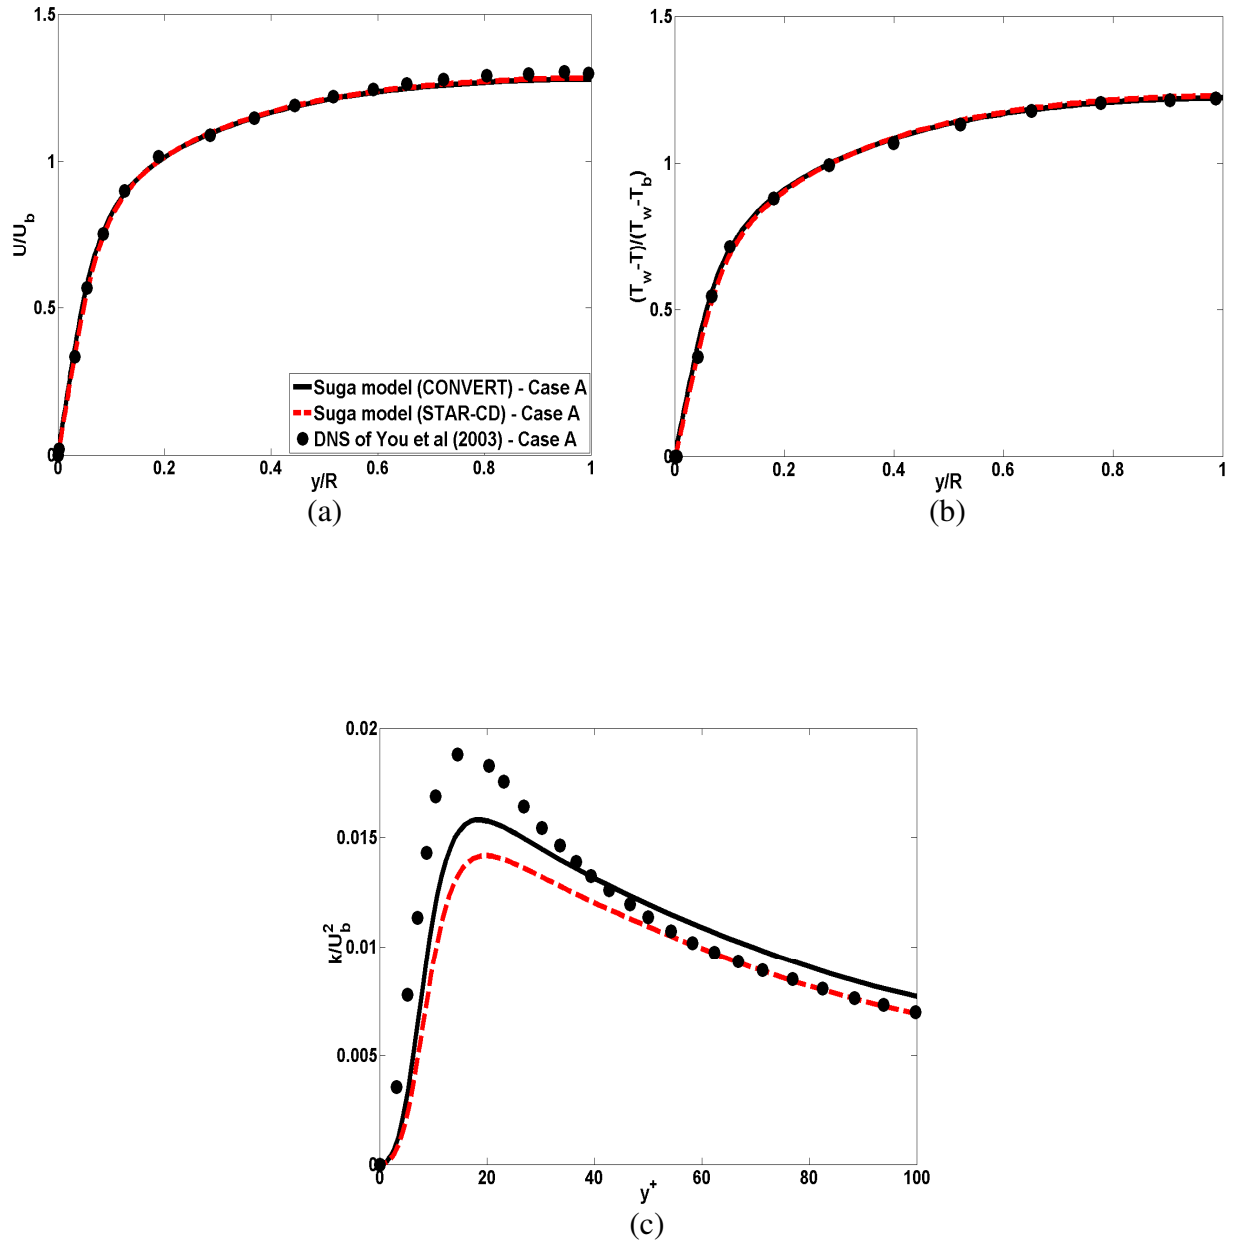 1.5
1
0.5
0
U/U_b
0 0.2 0.4 0.6 0.8 1
y/R
Suga model (CONVERT) - Case A
Suga model (STAR-CD) - Case A
DNS of You et al (2003) - Case A
(a)
1.5
1
0.5
0
(T_w-T)/(T_w-T_b)
0 0.2 0.4 0.6 0.8 1
y/R
(b)
0.02
0.015
0.01
0.005
0
k/U_b^2
0 20 40 60 80 100
y^+
(c)